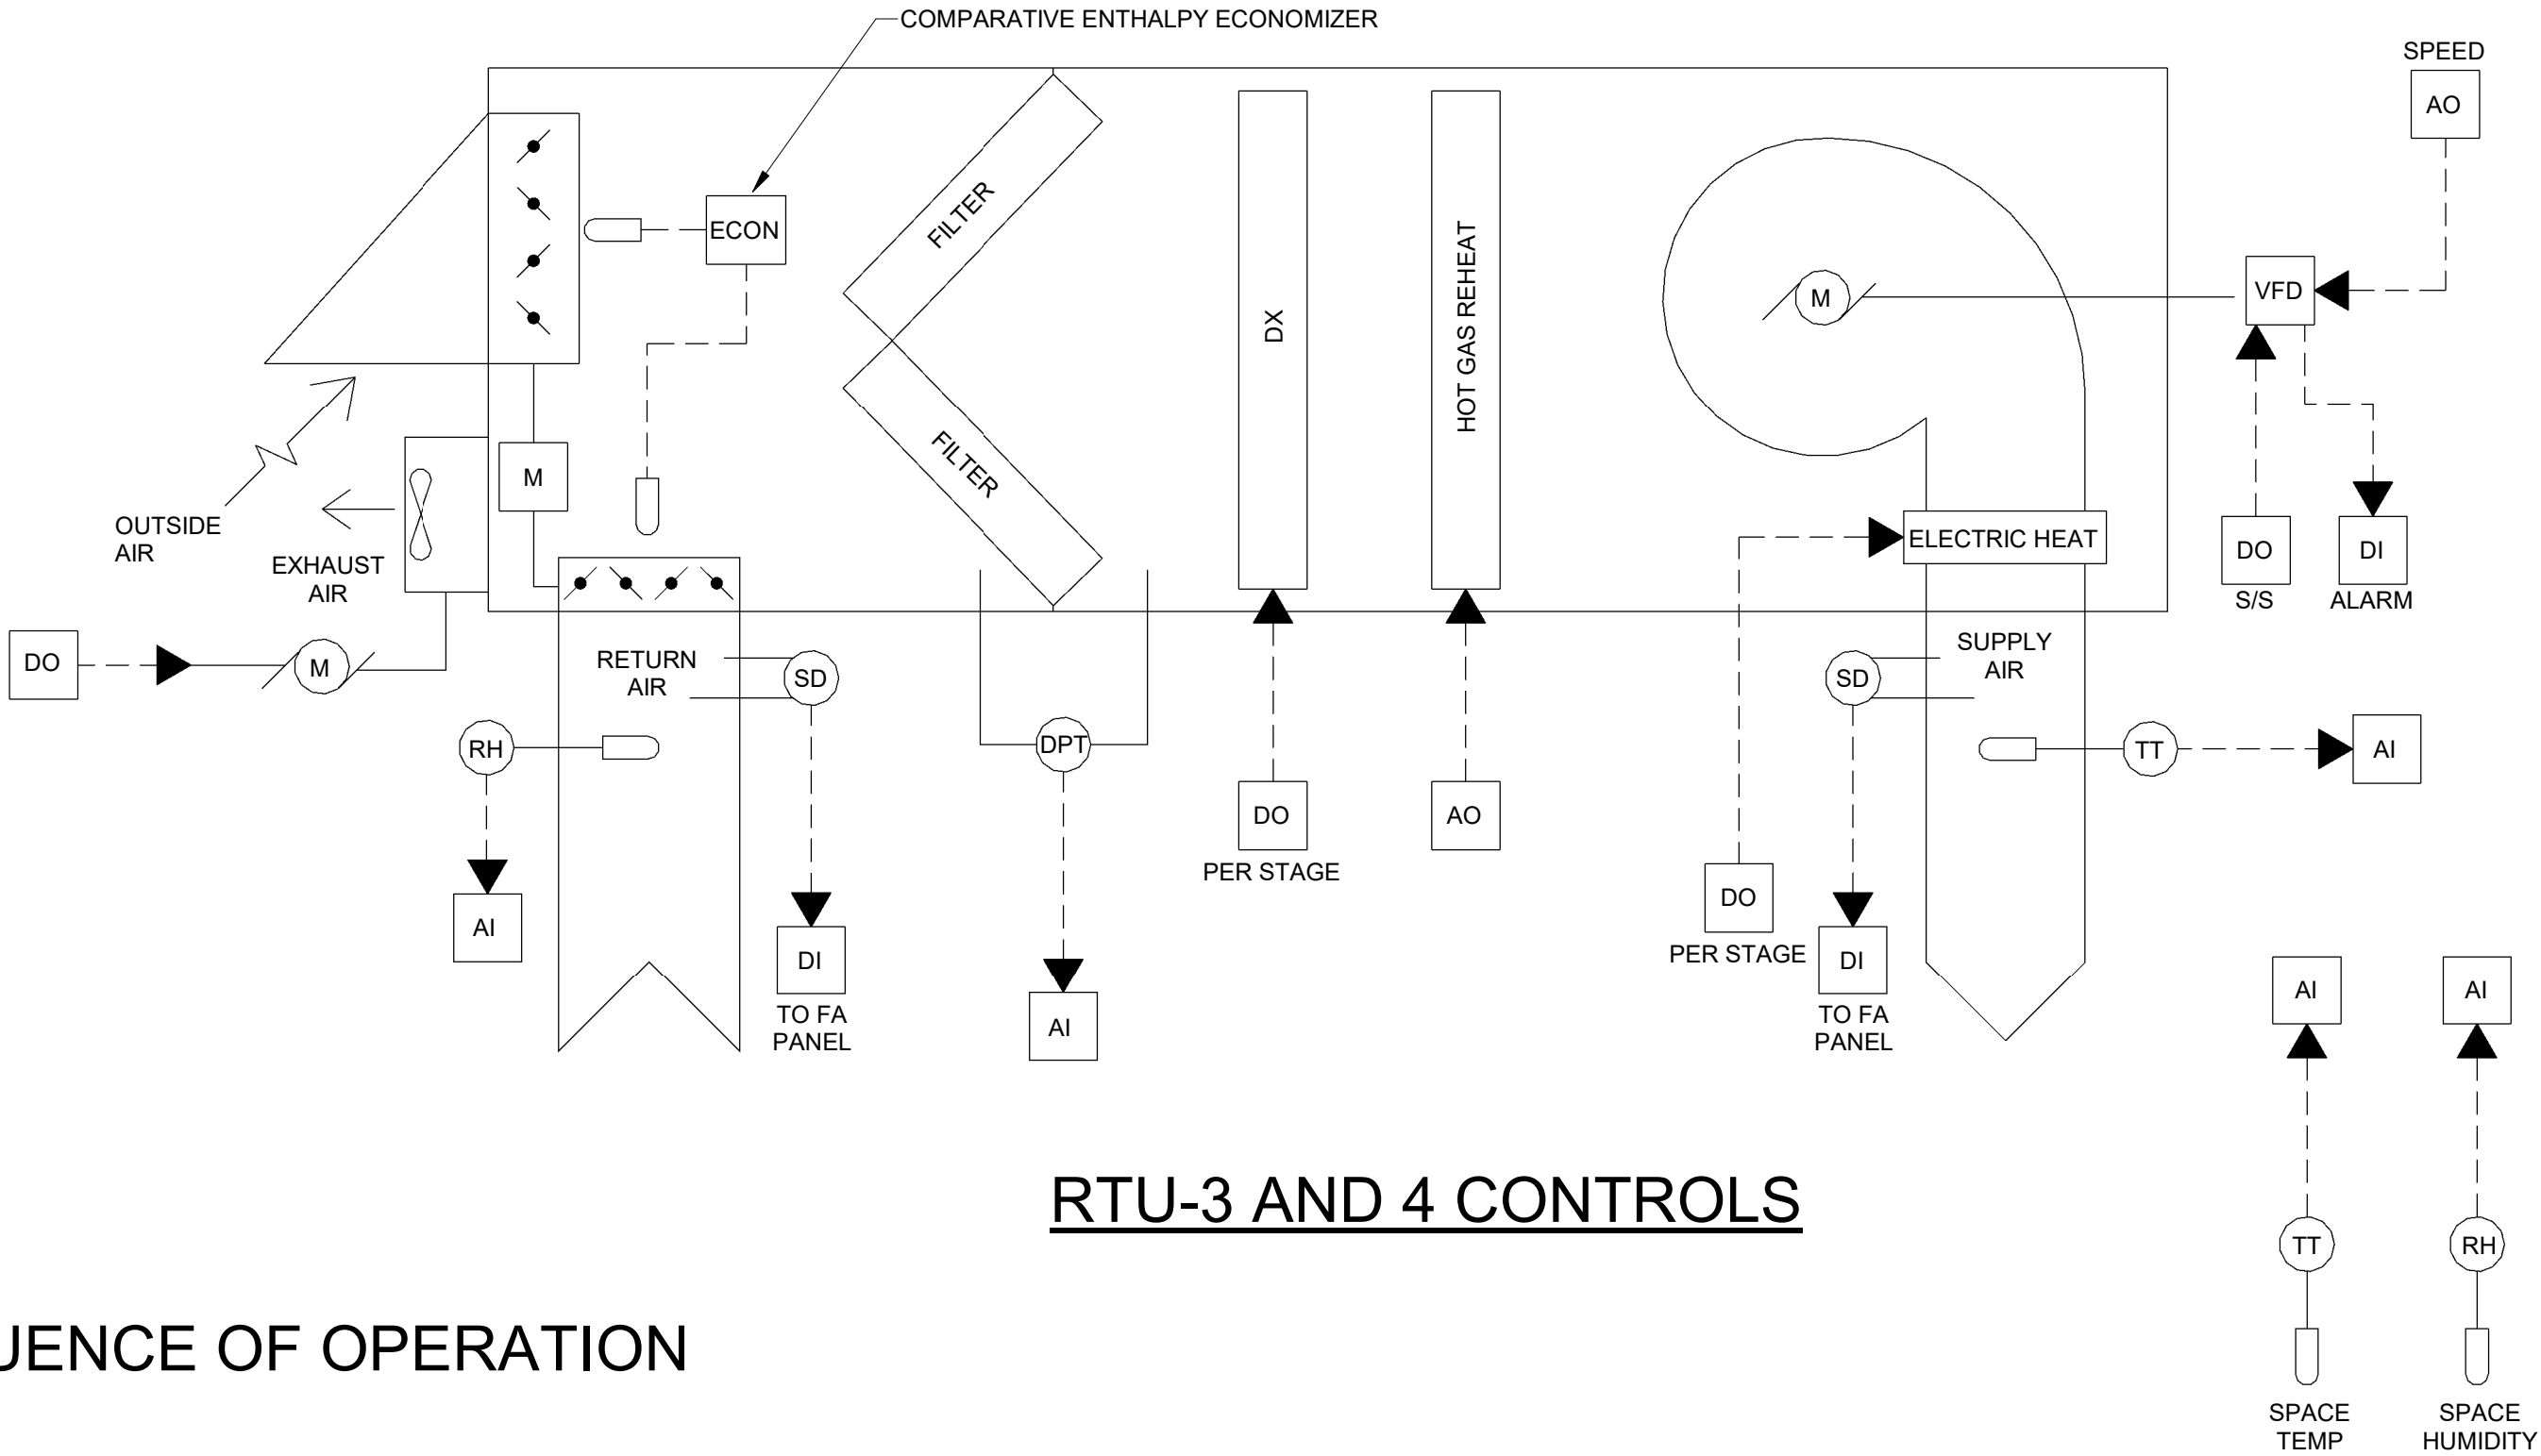 COMPARATIVE ENTHALPY ECONOMIZER
SPEED
AO
ECON
FILTER
FILTER
DX
HOT GAS REHEAT
M
VFD
M
OUTSIDE
AIR
EXHAUST
AIR
ELECTRIC HEAT
DO
S/S
DI
ALARM
DO
M
RETURN
AIR
SD
SD
SUPPLY
AIR
RH
DPT
TT
AI
DO
PER STAGE
AO
AI
DI
TO FA
PANEL
AI
DO
PER STAGE
DI
TO FA
PANEL
AI
AI
RTU-3 AND 4 CONTROLS
TT
RH
UENCE OF OPERATION
SPACE
TEMP
SPACE
HUMIDITY